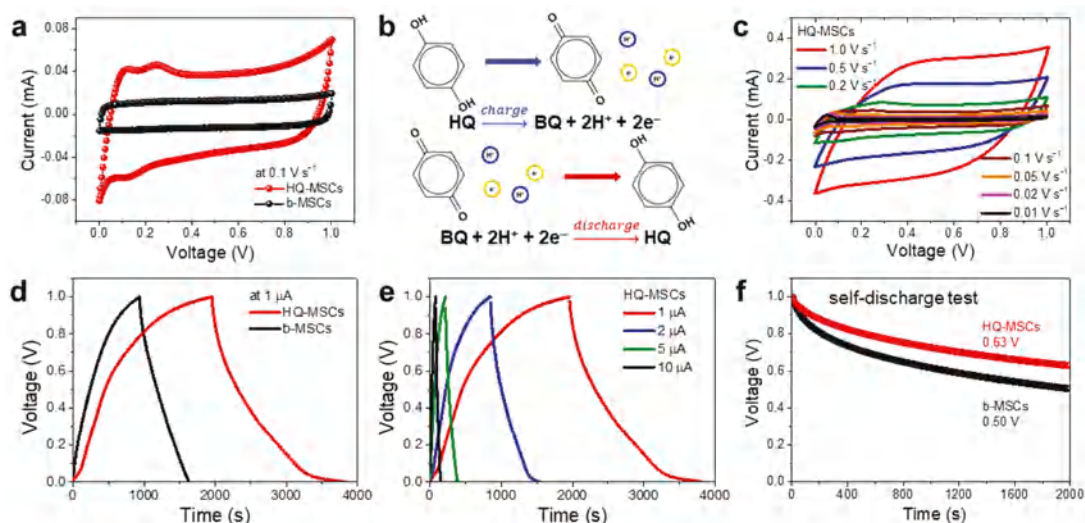 a
Current (mA)
0.08
0.04
0.00
-0.04
-0.08
at 0.1 V s⁻¹
HQ-MSCs
b-MSCs
0.0 0.2 0.4 0.6 0.8 1.0
Voltage (V)
b
OH
OH
O
O
H⁺
e⁻
H⁺
e⁻
HQ charge BQ + 2H⁺ + 2e⁻
O
O
H⁺
e⁻
H⁺
e⁻
OH
OH
BQ + 2H⁺ + 2e⁻ discharge HQ
c
HQ-MSCs
1.0 V s⁻¹
0.5 V s⁻¹
0.2 V s⁻¹
0.1 V s⁻¹
0.05 V s⁻¹
0.02 V s⁻¹
0.01 V s⁻¹
Current (mA)
0.4
0.2
0.0
-0.2
-0.4
0.0 0.2 0.4 0.6 0.8 1.0
Voltage (V)
d
Voltage (V)
1.0
0.8
0.6
0.4
0.2
0.0
at 1 μA
HQ-MSCs
b-MSCs
0 1000 2000 3000 4000
Time (s)
e
Voltage (V)
1.0
0.8
0.6
0.4
0.2
0.0
HQ-MSCs
1 μA
2 μA
5 μA
10 μA
0 1000 2000 3000 4000
Time (s)
f
self-discharge test
Voltage (V)
1.0
0.8
0.6
0.4
0.2
0.0
HQ-MSCs
0.63 V
b-MSCs
0.50 V
0 400 800 1200 1600 2000
Time (s)